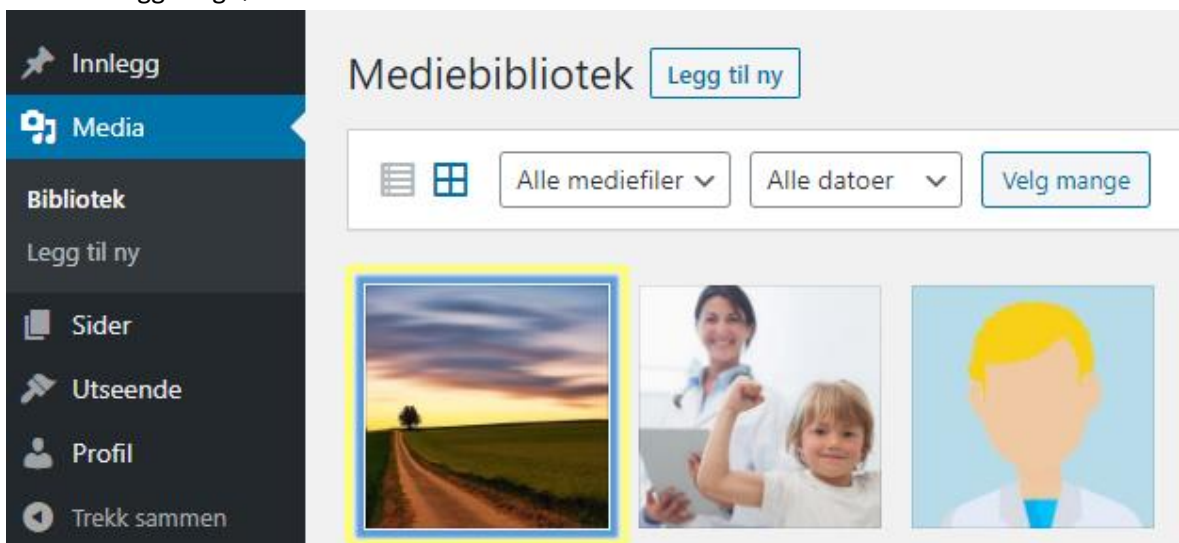 Innlegg
Media
Bibliotek
Legg til ny
Sider
Utseende
Profil
Trekk sammen
Mediebibliotek Legg til ny
Alle mediefiler Alle datoer Velg mange